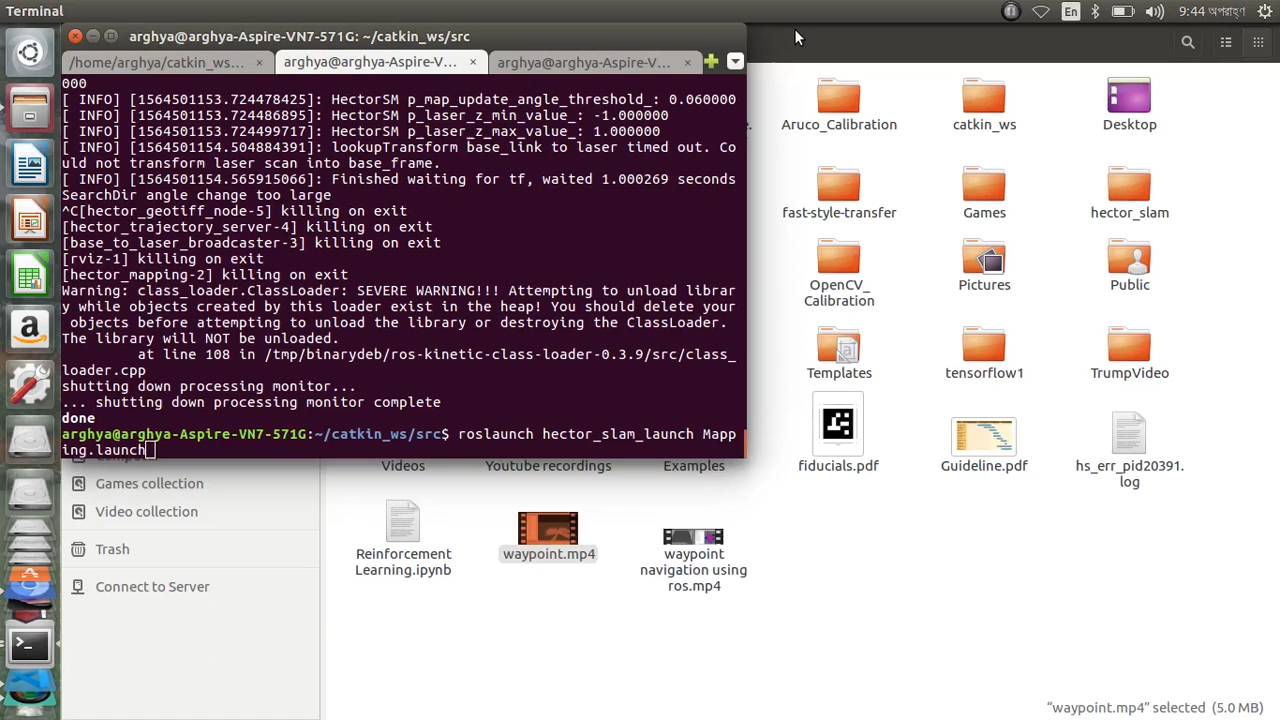 Terminal
En
9:44 অপরাহ্ণ
arghya@arghya-Aspire-VN7-571G: ~/catkin_ws/src
/home/arghya/catkin_ws...
arghya@arghya-Aspire-V...
arghya@arghya-Aspire-V...
000
[ INFO] [1564501153.724478425]: HectorSM p_map_update_angle_threshold_: 0.060000
[ INFO] [1564501153.724486895]: HectorSM p_laser_z_min_value_: -1.000000
[ INFO] [1564501153.724499717]: HectorSM p_laser_z_max_value_: 1.000000
[ INFO] [1564501154.504884391]: lookupTransform base_link to laser timed out. Co
uld not transform laser scan into base_frame.
[ INFO] [1564501154.565915066]: Finished waiting for tf, waited 1.000269 seconds
SearchDir angle change too large
^C[hector_geotiff_node-5] killing on exit
[hector_trajectory_server-4] killing on exit
[base_to_laser_broadcaster-3] killing on exit
[rviz-1] killing on exit
[hector_mapping-2] killing on exit
Warning: class_loader.ClassLoader: SEVERE WARNING!!! Attempting to unload librar
y while objects created by this loader exist in the heap! You should delete your
objects before attempting to unload the library or destroying the ClassLoader.
The library will NOT be unloaded.
at line 108 in /tmp/binarydeb/ros-kinetic-class-loader-0.3.9/src/class_
loader.cpp
shutting down processing monitor...
... shutting down processing monitor complete
done
arghya@arghya-Aspire-VN7-571G:~/catkin_ws/src$ roslaunch hector_slam_launch Mapp
ing.launch
Games collection
Video collection
Trash
Connect to Server
Aruco_Calibration
catkin_ws
Desktop
fast-style-transfer
Games
hector_slam
OpenCV_
Calibration
Pictures
Public
Templates
tensorflow1
TrumpVideo
Videos
Youtube recordings
Examples
fiducials.pdf
Guideline.pdf
hs_err_pid20391.
log
Reinforcement
Learning.ipynb
waypoint.mp4
waypoint
navigation using
ros.mp4
“waypoint.mp4” selected (5.0 MB)